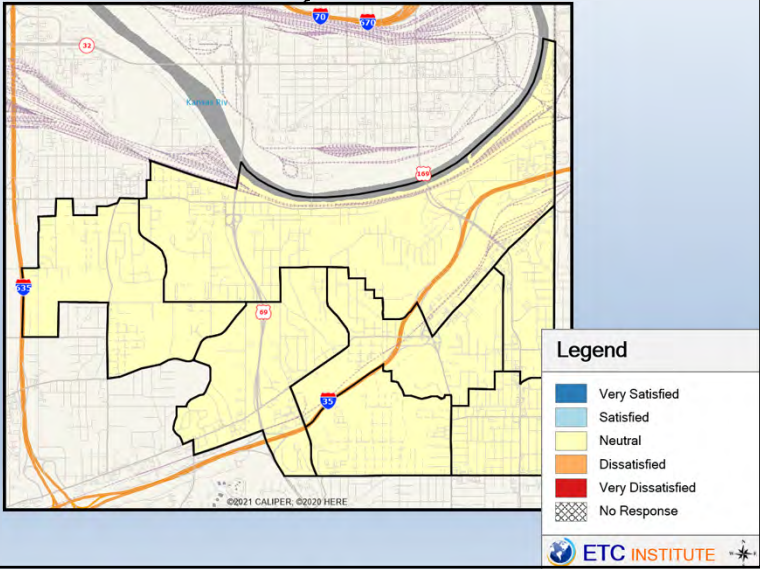 70
670
32
Kansas Riv
169
635
69
35
©2021 CALIPER; ©2020 HERE
Legend
Very Satisfied
Satisfied
Neutral
Dissatisfied
Very Dissatisfied
No Response
ETC INSTITUTE